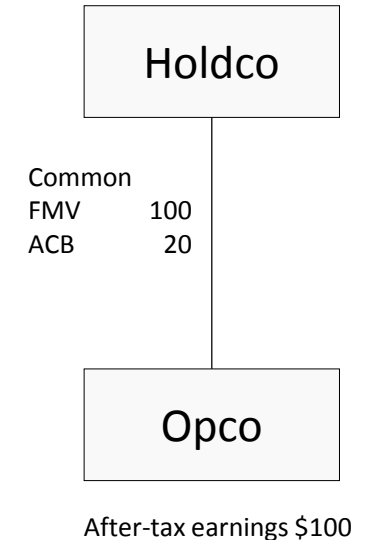 Holdco
Common
FMV 100
ACB 20
Opco
After-tax earnings $100